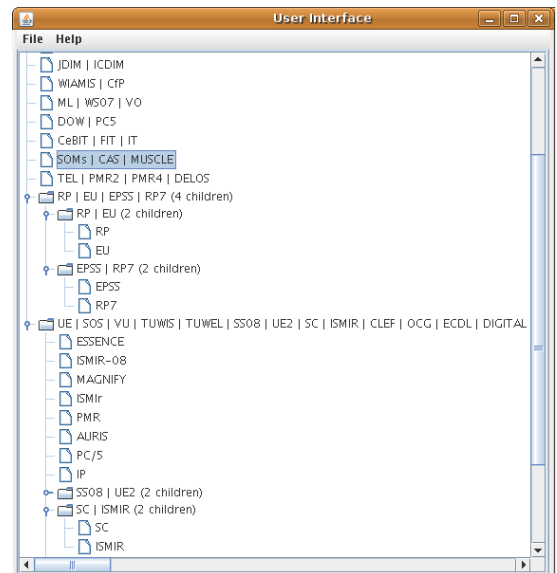 User Interface
File Help
JDIM | ICDIM
WIAMIS | CfP
ML | WS07 | VO
DOW | PC5
CeBIT | FIT | IT
SOMs | CAS | MUSCLE
TEL | PMR2 | PMR4 | DELOS
RP | EU | EPSS | RP7 (4 children)
RP | EU (2 children)
RP
EU
EPSS | RP7 (2 children)
EPSS
RP7
UE | SOS | VU | TUWIS | TUWEL | SS08 | UE2 | SC | ISMIR | CLEF | OCG | ECDL | DIGITAL
ESSENCE
ISMIR-08
MAGNIFY
ISMIr
PMR
AURIS
PC/5
IP
SS08 | UE2 (2 children)
SC | ISMIR (2 children)
SC
ISMIR